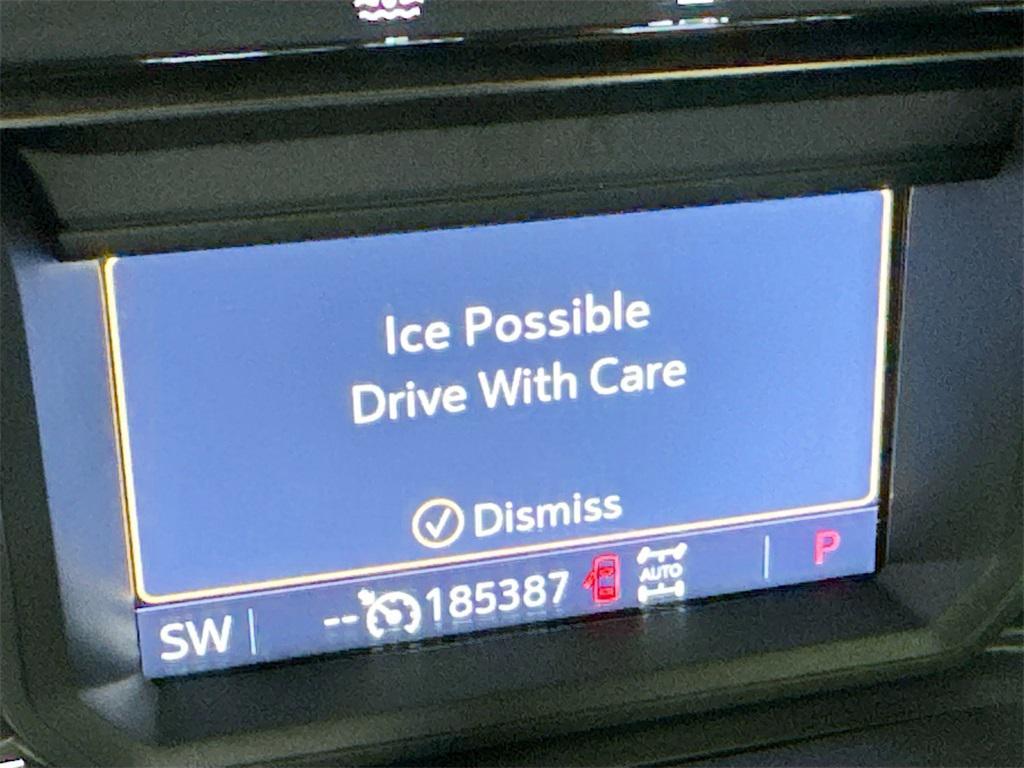 Ice Possible
Drive With Care
Dismiss
SW
--
185387
AUTO
P